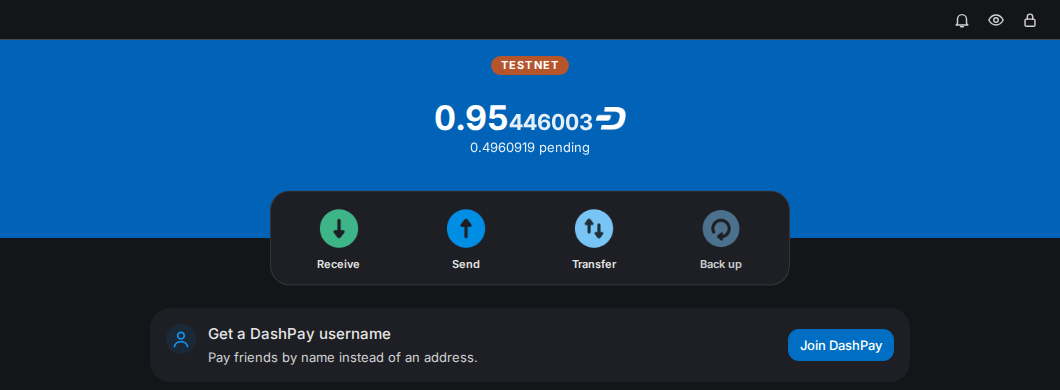 TESTNET
0.95446003
0.4960919 pending
Receive
Send
Transfer
Back up
Get a DashPay username
Pay friends by name instead of an address.
Join DashPay